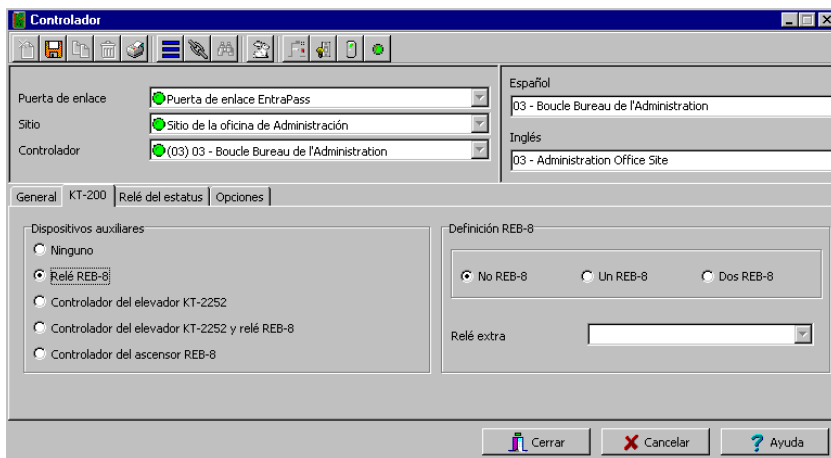 Controlador
Puerta de enlace
Puerta de enlace EntraPass
Sitio
Sitio de la oficina de Administración
Controlador
(03) 03 - Boucle Bureau de l'Administration
Español
03 - Boucle Bureau de l'Administration
Inglés
03 - Administration Office Site
General
KT-200
Relé del estatus
Opciones
Dispositivos auxiliares
Ninguno
Relé REB-8
Controlador del elevador KT-2252
Controlador del elevador KT-2252 y relé REB-8
Controlador del ascensor REB-8
Definición REB-8
No REB-8
Un REB-8
Dos REB-8
Relé extra
Cerrar
Cancelar
Ayuda